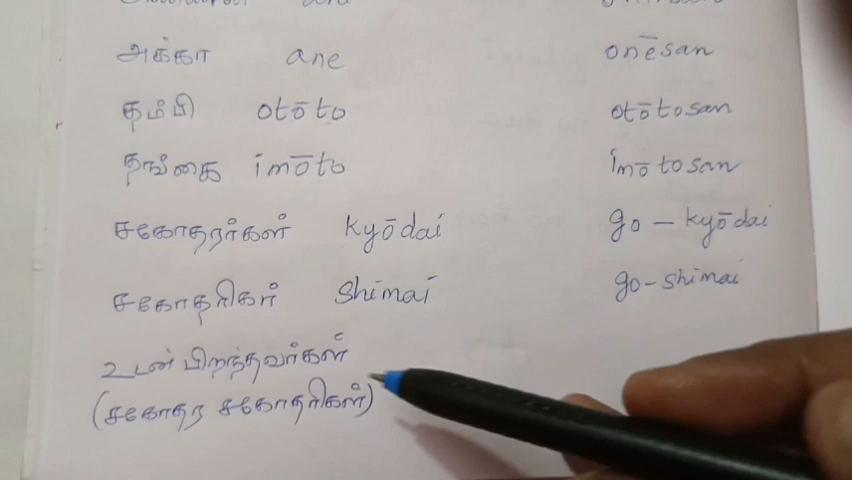 அக்கா ane onēsan
தம்பி otōto otōtosan
தங்கை imōto imōtosan
சகோதரர்கள் kyōdai go-kyōdai
சகோதரிகள் shimai go-shimai
உடன் பிறந்தவர்கள்
(சகோதர சகோதரிகள்)